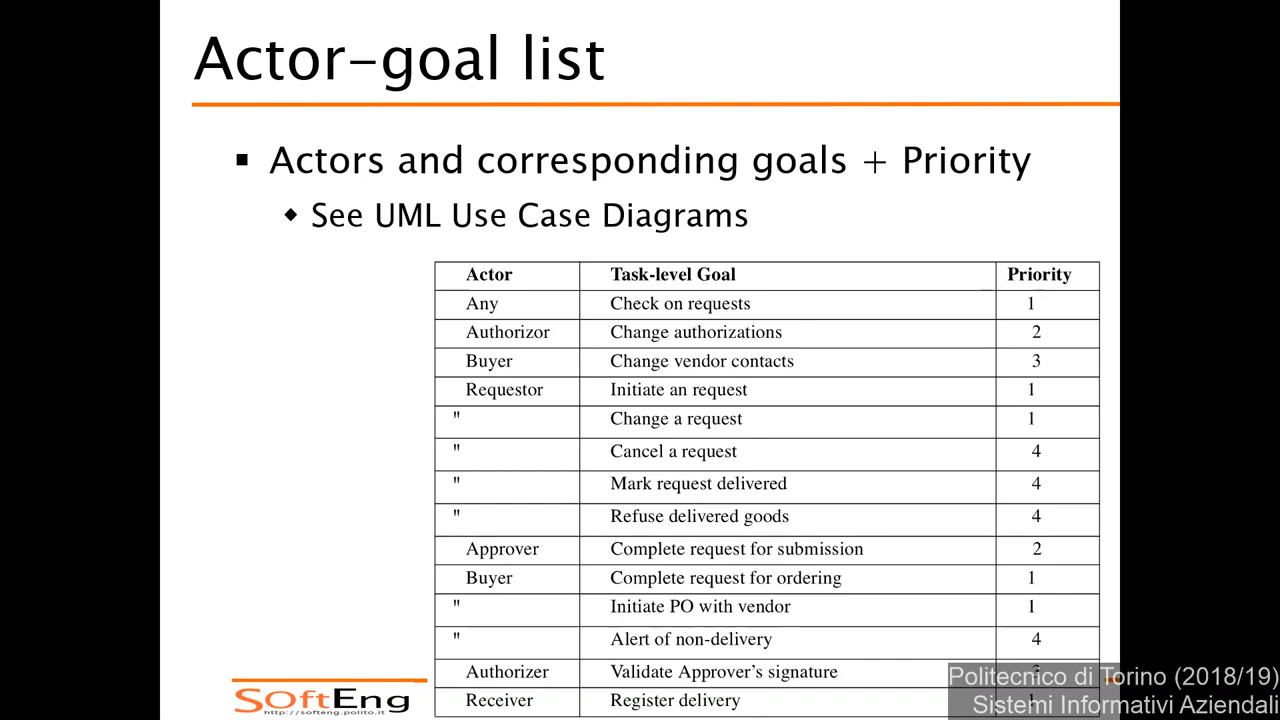 Actor-goal list
▪ Actors and corresponding goals + Priority
◆ See UML Use Case Diagrams
Actor Task-level Goal Priority
Any Check on requests 1
Authorizor Change authorizations 2
Buyer Change vendor contacts 3
Requestor Initiate an request 1
" Change a request 1
" Cancel a request 4
" Mark request delivered 4
" Refuse delivered goods 4
Approver Complete request for submission 2
Buyer Complete request for ordering 1
" Initiate PO with vendor 1
" Alert of non-delivery 4
Authorizer Validate Approver's signature
Receiver Register delivery
SoftEng
http://softeng.polito.it
Politecnico di Torino (2018/19)
Sistemi Informativi Aziendali